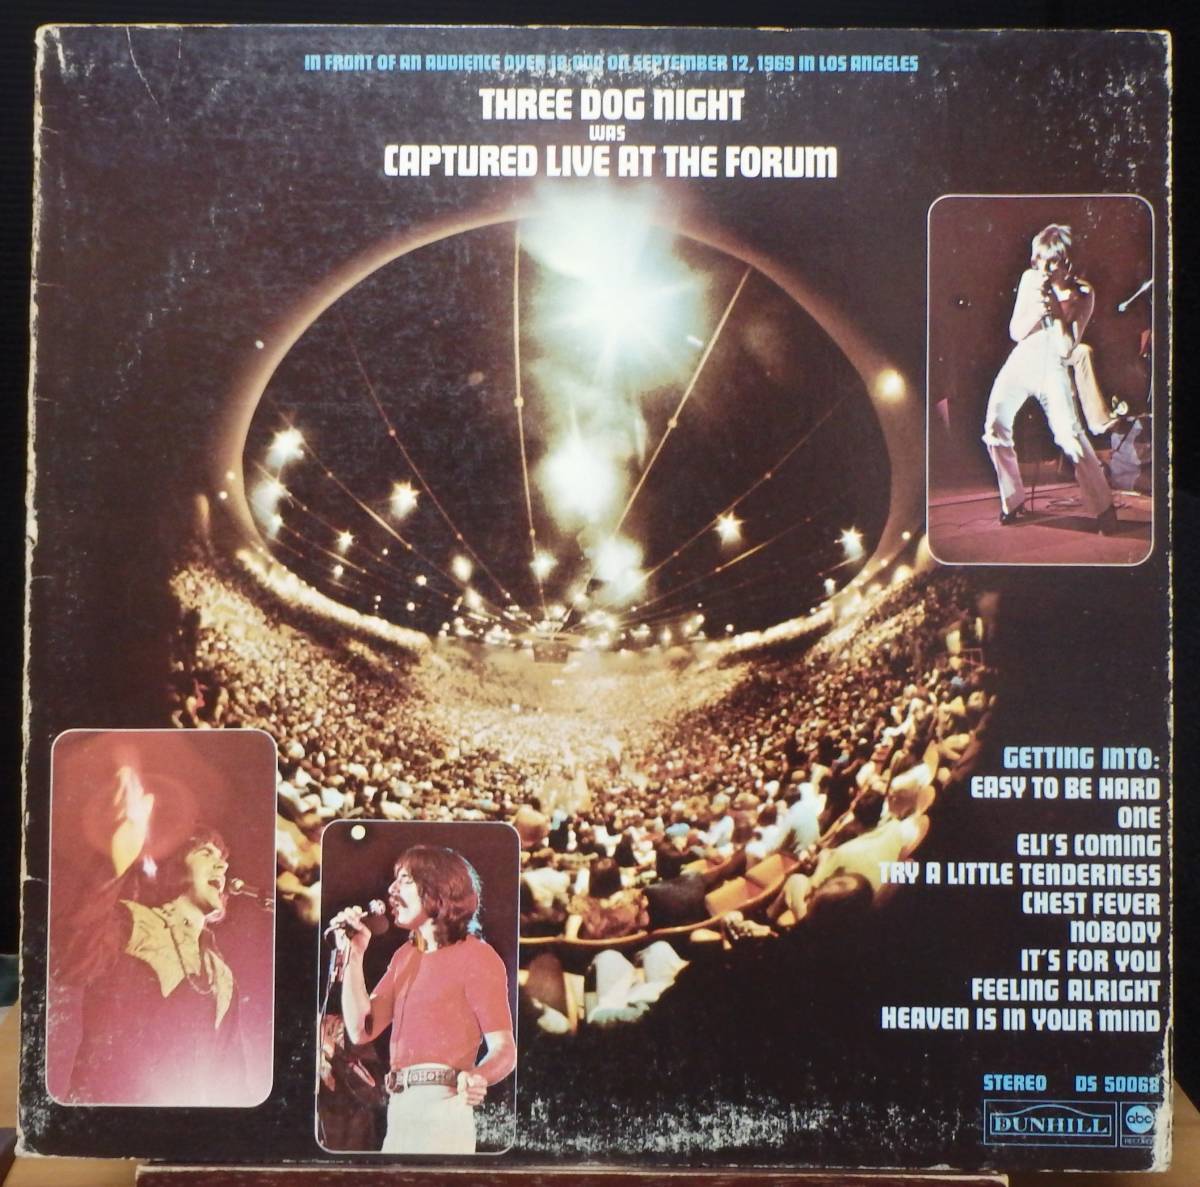 IN FRONT OF AN AUDIENCE OVER 18,000 ON SEPTEMBER 12, 1969 IN LOS ANGELES
THREE DOG NIGHT
WAS
CAPTURED LIVE AT THE FORUM
GETTING INTO:
EASY TO BE HARD
ONE
ELI'S COMING
TRY A LITTLE TENDERNESS
CHEST FEVER
NOBODY
IT'S FOR YOU
FEELING ALRIGHT
HEAVEN IS IN YOUR MIND
STEREO DS 50068
DUNHILL
abc
RECORDS